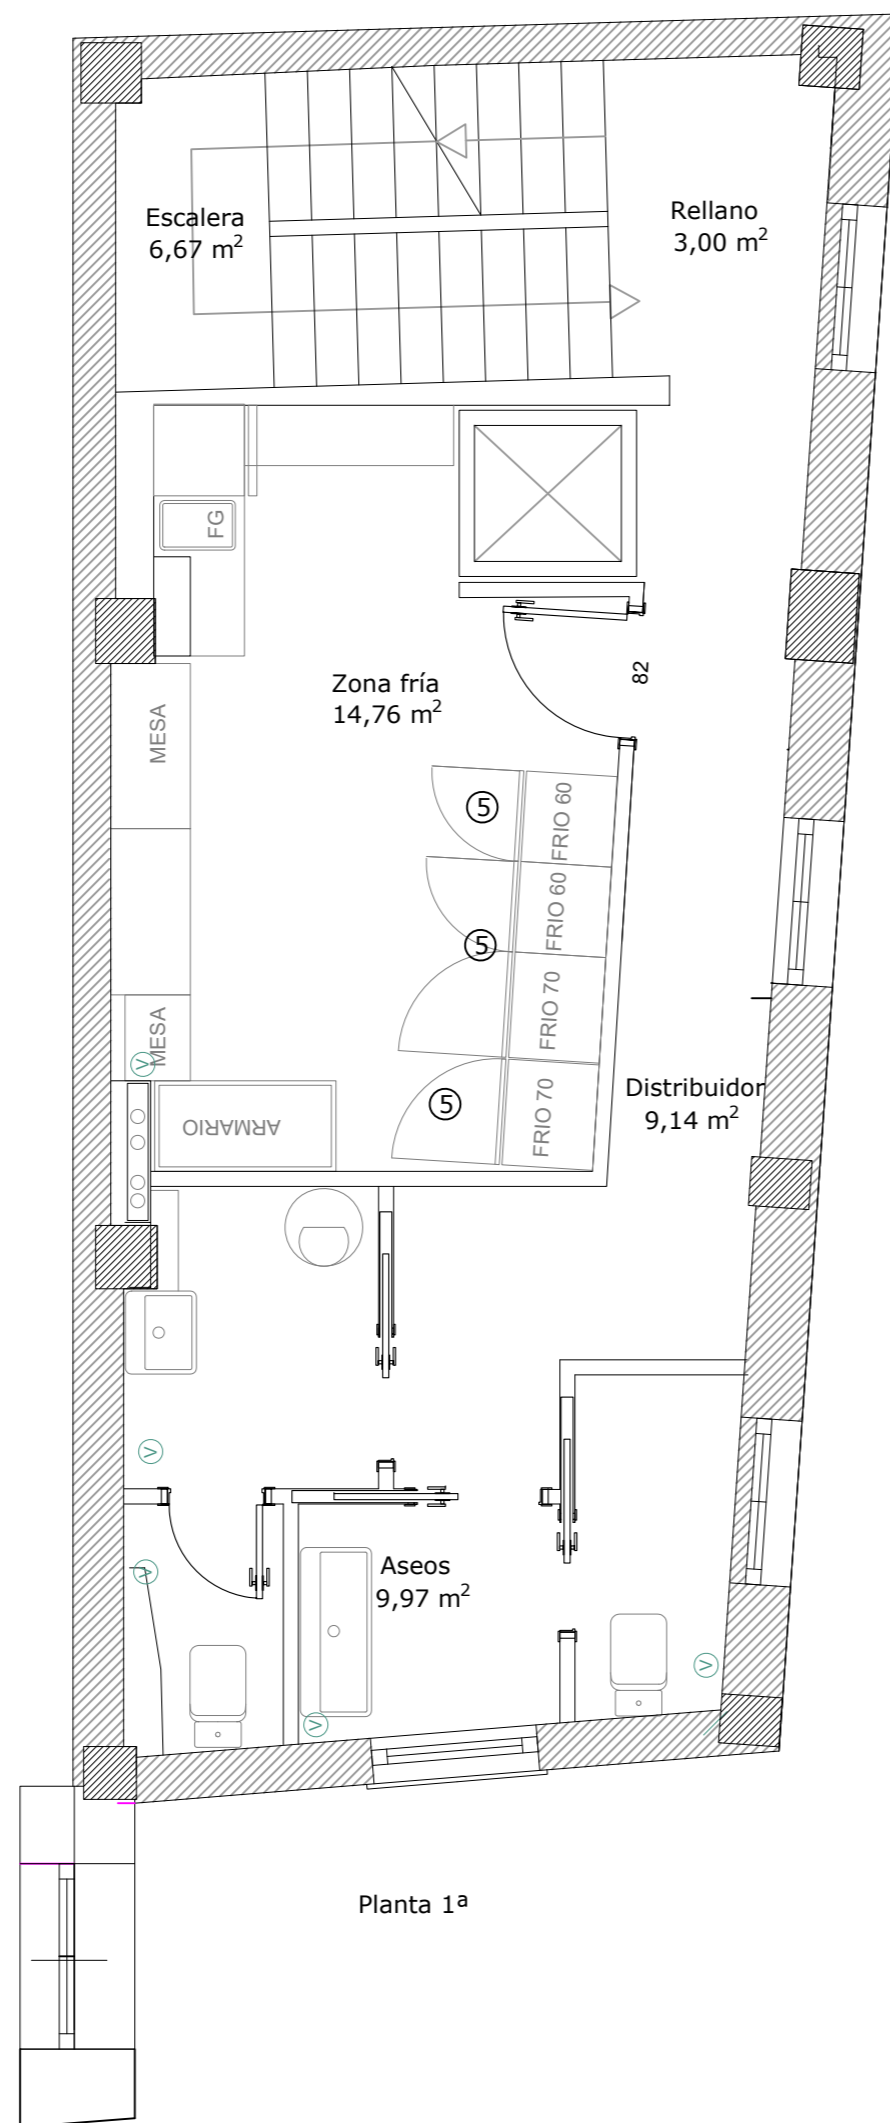 Escalera
6,67 m²
Rellano
3,00 m²
FG
Zona fría
14,76 m²
82
MESA
5
FRIO 60
FRIO 60
5
FRIO 70
MESA
V
5
FRIO 70
ARMARIO
Distribuidor
9,14 m²
V
V
Aseos
9,97 m²
V
V
Planta 1ª